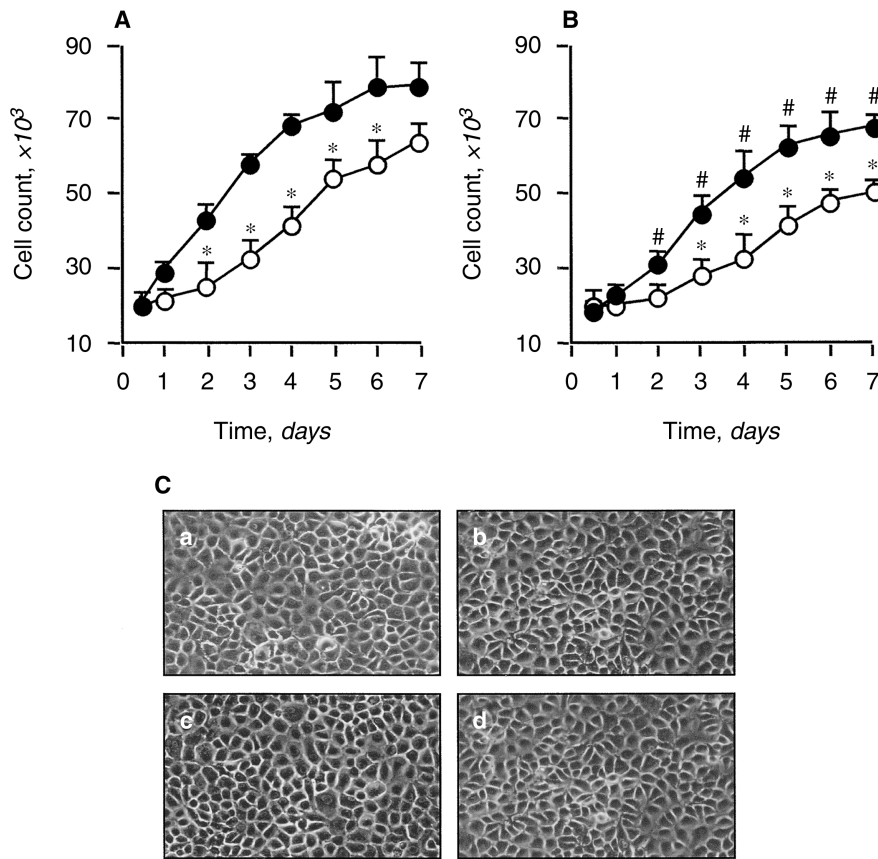 A
90
70
50
30
10
Cell count, ×10³
* * * * *
0 1 2 3 4 5 6 7
Time, days
B
90
70
50
30
10
Cell count, ×10³
# # # # # #
* * * * *
0 1 2 3 4 5 6 7
Time, days
C
a
b
c
d